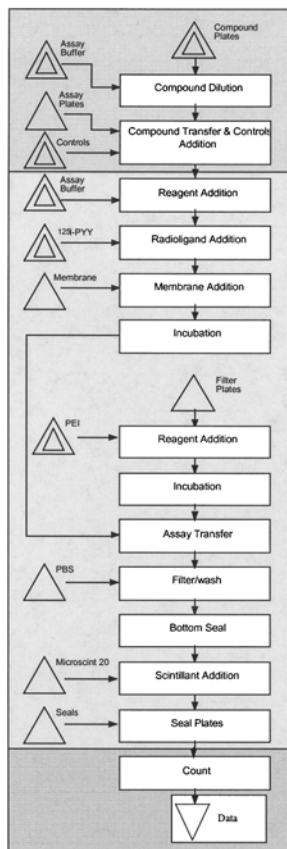 Compound
Plates
Assay
Buffer
Compound Dilution
Assay
Plates
Compound Transfer & Controls
Addition
Controls
Assay
Buffer
Reagent Addition
125I-PYY
Radioligand Addition
Membrane
Membrane Addition
Incubation
Filter
Plates
PEI
Reagent Addition
Incubation
Assay Transfer
PBS
Filter/wash
Bottom Seal
Microscint 20
Scintillant Addition
Seals
Seal Plates
Count
Data